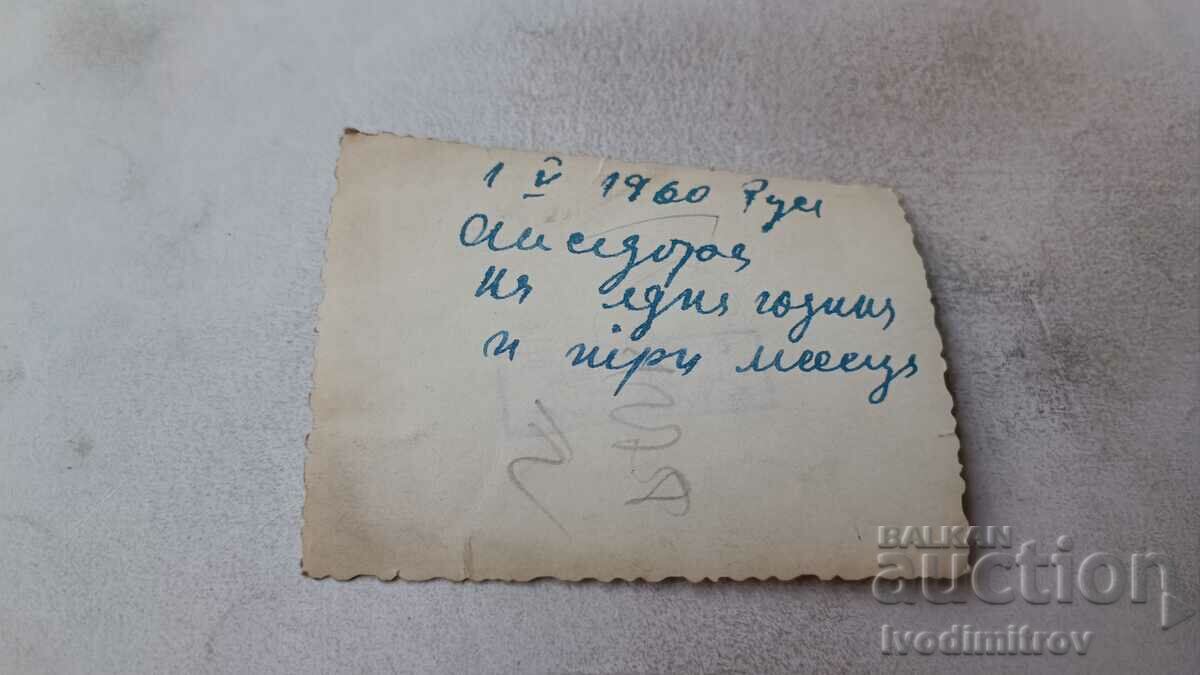 1 V 1960 Русе
на една година
и три месеца
BALKAN
auction
Ivodimitrov